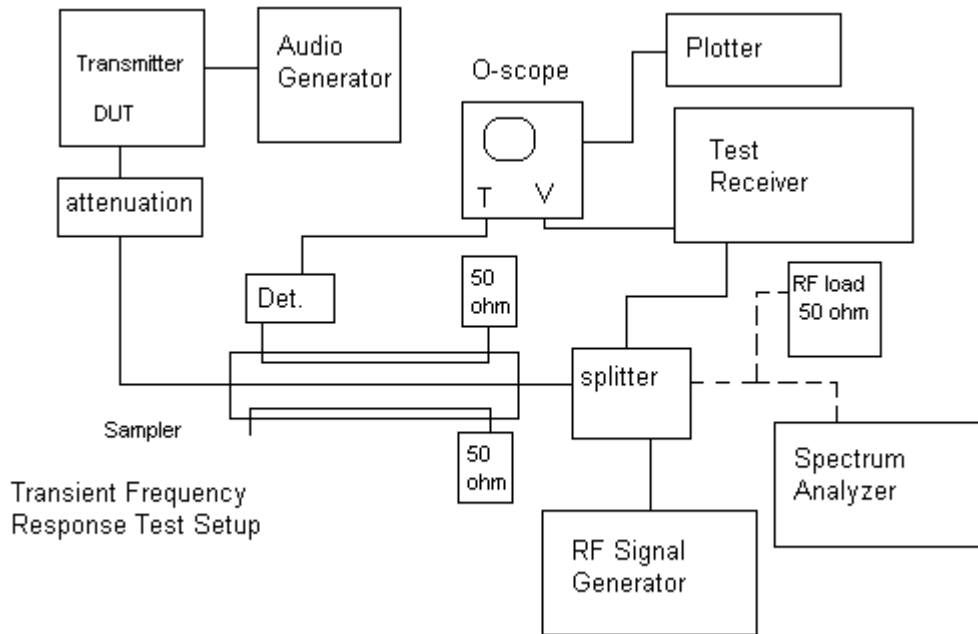 Transmitter
DUT
Audio
Generator
O-scope
Plotter
T V
Test
Receiver
attenuation
Det.
50
ohm
RF load
50 ohm
splitter
Sampler
50
ohm
Spectrum
Analyzer
Transient Frequency
Response Test Setup
RF Signal
Generator